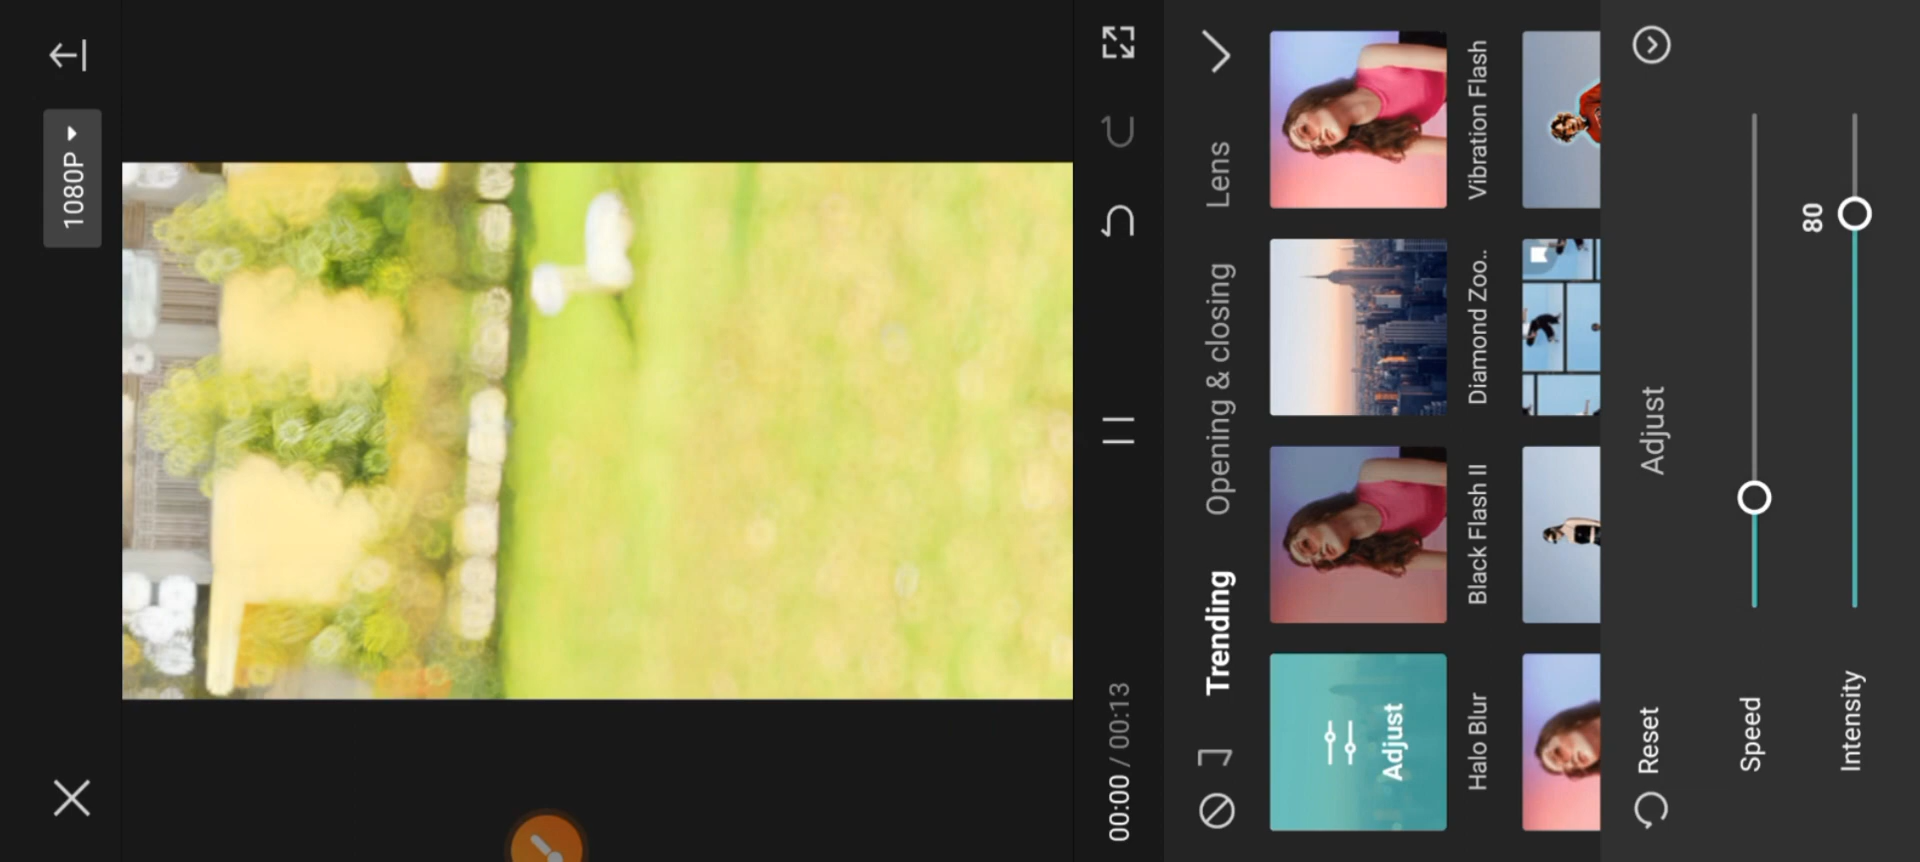 1080P
00:00 / 00:13
Trending Opening & closing Lens
Adjust
Halo Blur
Black Flash II
Diamond Zoo..
Vibration Flash
Reset
Adjust
Speed
80
Intensity